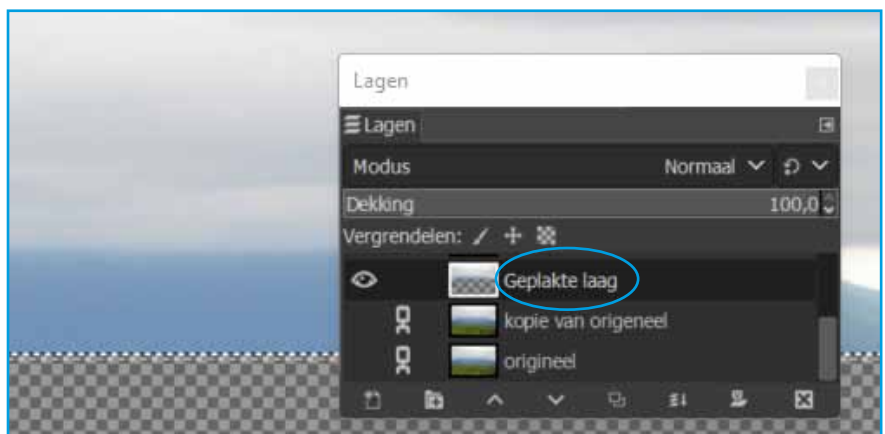 Lagen
Lagen
Modus Normaal
Dekking 100,0
Vergrendelen:
Geplakte laag
kopie van origeneel
origineel